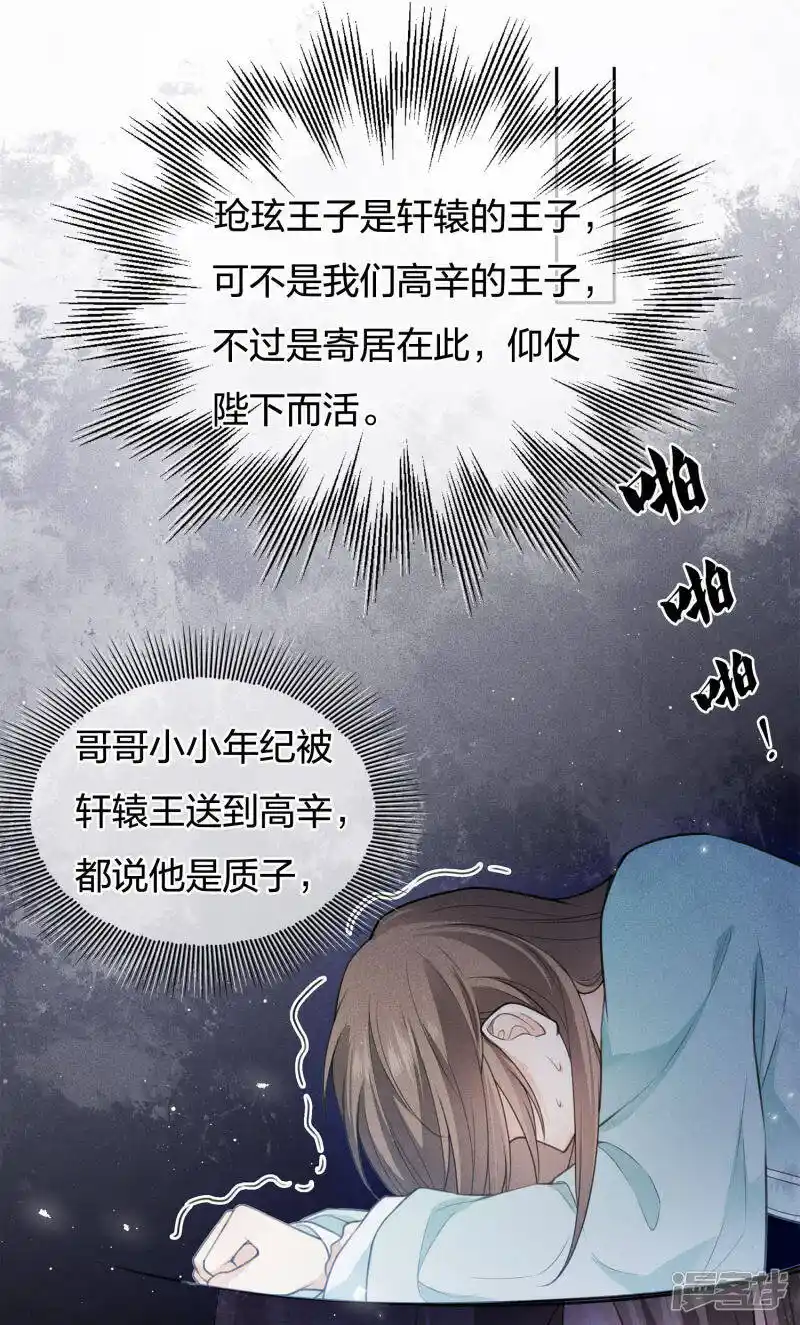 玱玹王子是轩辕的王子，
可不是我们高辛的王子，
不过是寄居在此，仰仗
陛下而活。
啪
啪
啪
！
哥哥小小年纪被
轩辕王送到高辛，
都说他是质子，
漫客栈